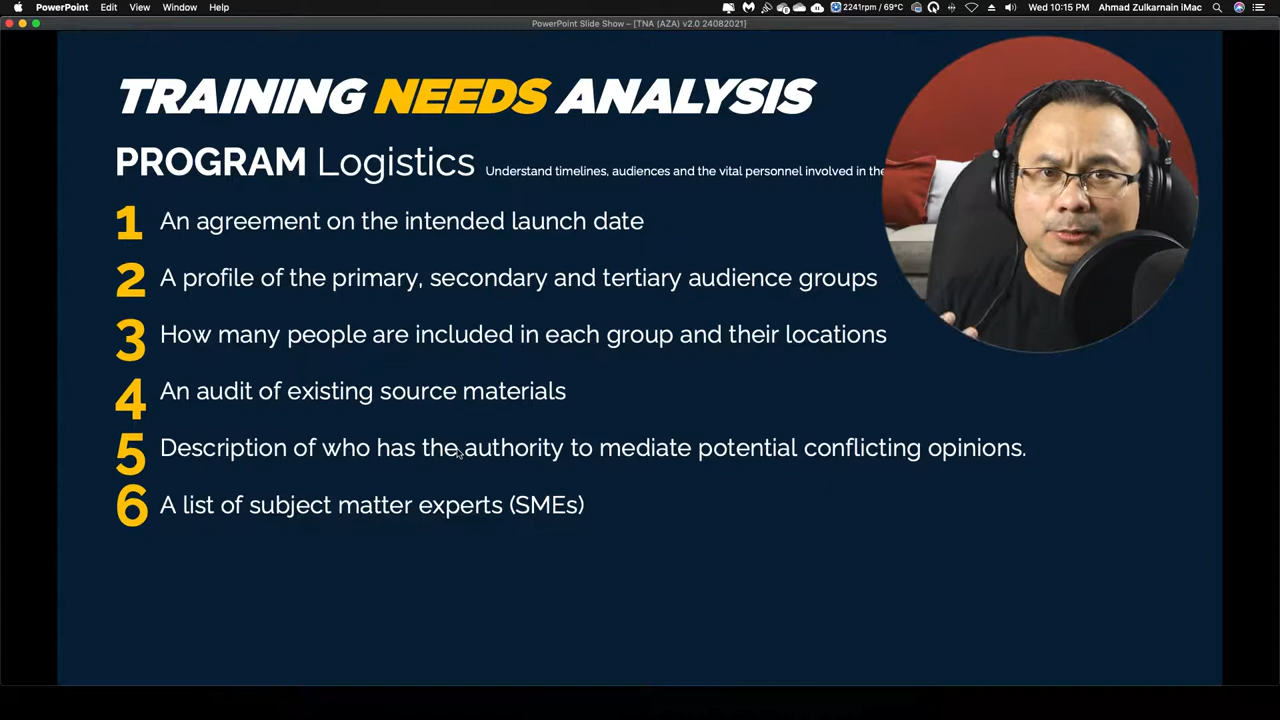 PowerPoint Edit View Window Help 2241rpm / 69°C Wed 10:15 PM Ahmad Zulkarnain iMac
PowerPoint Slide Show – [TNA (AZA) v2.0 24082021]
TRAINING NEEDS ANALYSIS
PROGRAM Logistics Understand timelines, audiences and the vital personnel involved in the
1 An agreement on the intended launch date
2 A profile of the primary, secondary and tertiary audience groups
3 How many people are included in each group and their locations
4 An audit of existing source materials
5 Description of who has the authority to mediate potential conflicting opinions.
6 A list of subject matter experts (SMEs)